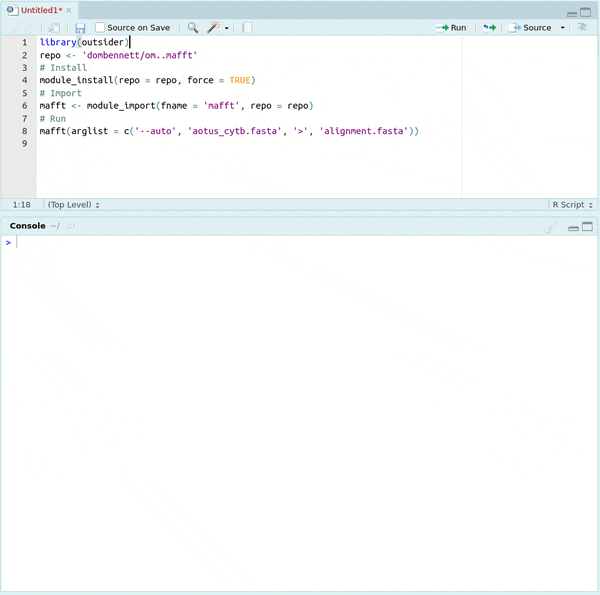 Untitled1*
Source on Save
Run
Source
1 library(outsider)
2 repo <- 'dombennett/om..mafft'
3 # Install
4 module_install(repo = repo, force = TRUE)
5 # Import
6 mafft <- module_import(fname = 'mafft', repo = repo)
7 # Run
8 mafft(arglist = c('--auto', 'aotus_cytb.fasta', '>', 'alignment.fasta'))
9
1:18 (Top Level) R Script
Console ~/
>